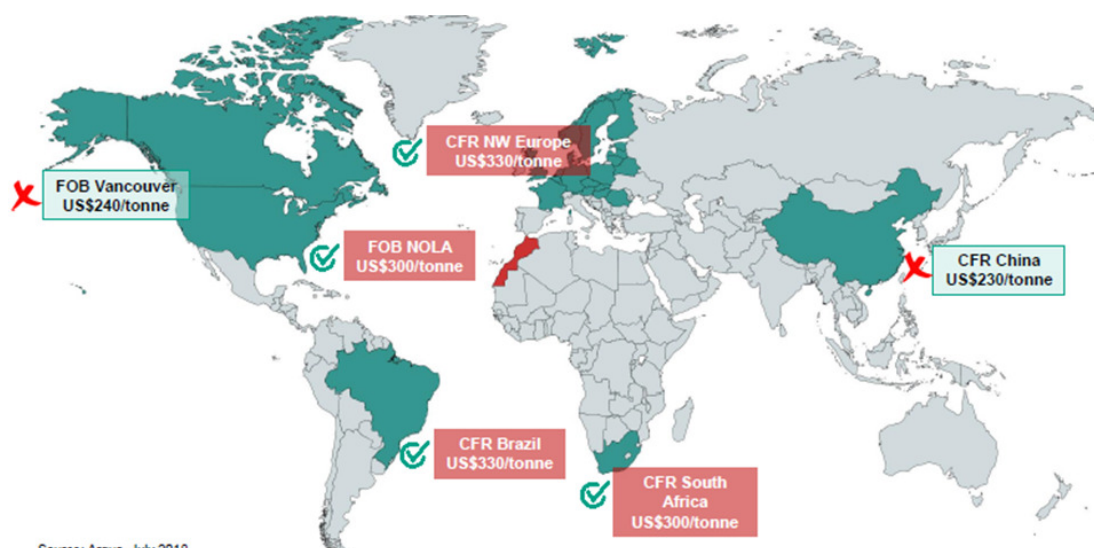 CFR NW Europe
US$330/tonne
FOB Vancouver
US$240/tonne
FOB NOLA
US$300/tonne
CFR China
US$230/tonne
CFR Brazil
US$330/tonne
CFR South
Africa
US$300/tonne